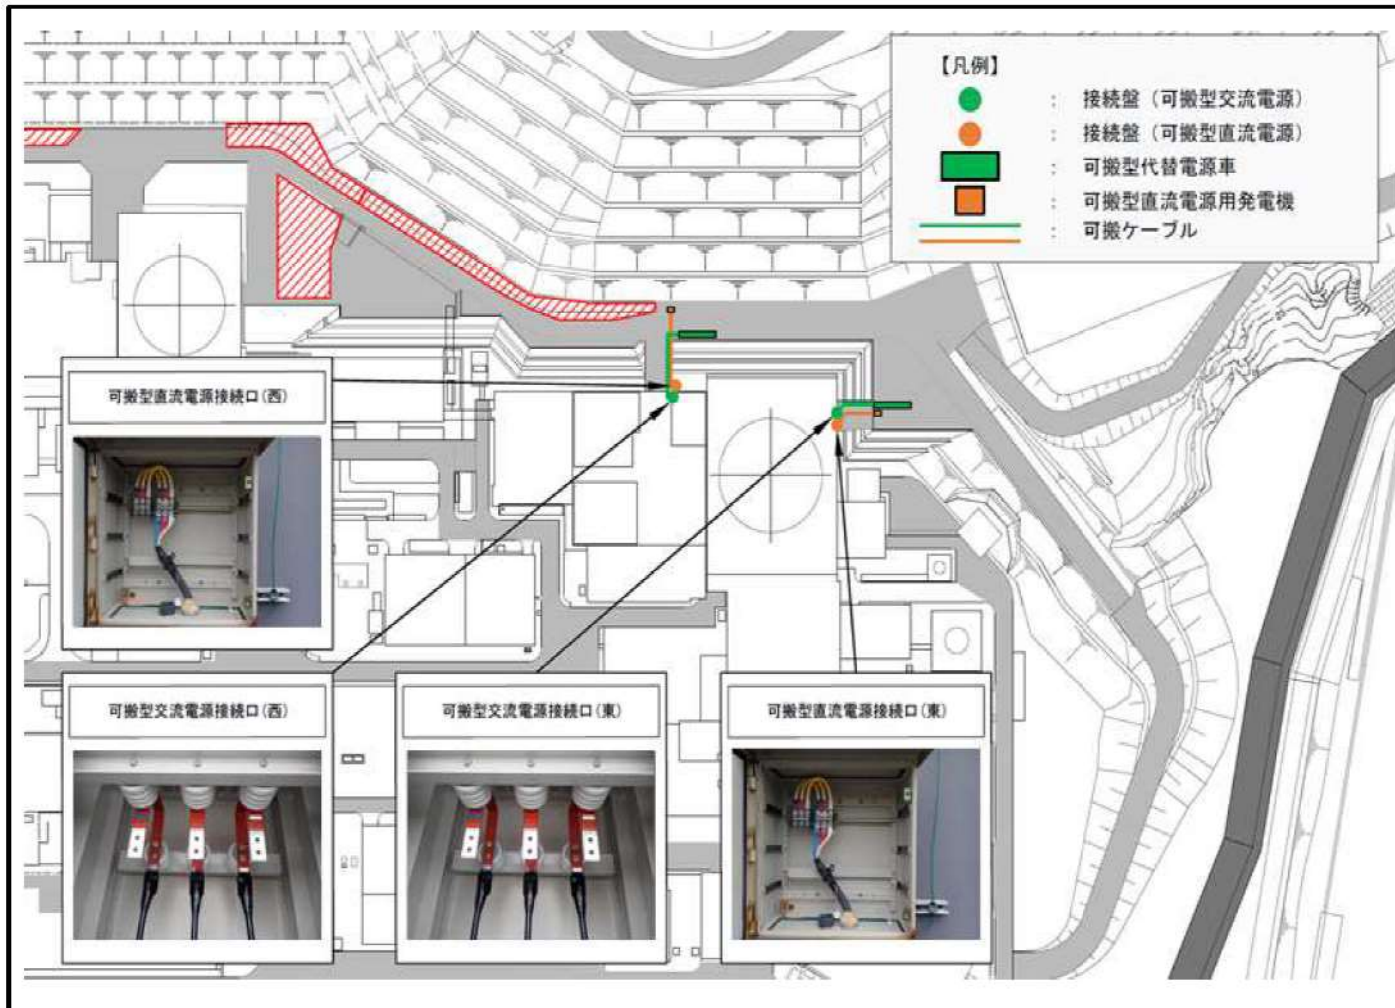 【凡例】
： 接続盤（可搬型交流電源）
： 接続盤（可搬型直流電源）
： 可搬型代替電源車
： 可搬型直流電源用発電機
： 可搬ケーブル
可搬型直流電源接続口(西)
可搬型交流電源接続口(西)
可搬型交流電源接続口(東)
可搬型直流電源接続口(東)